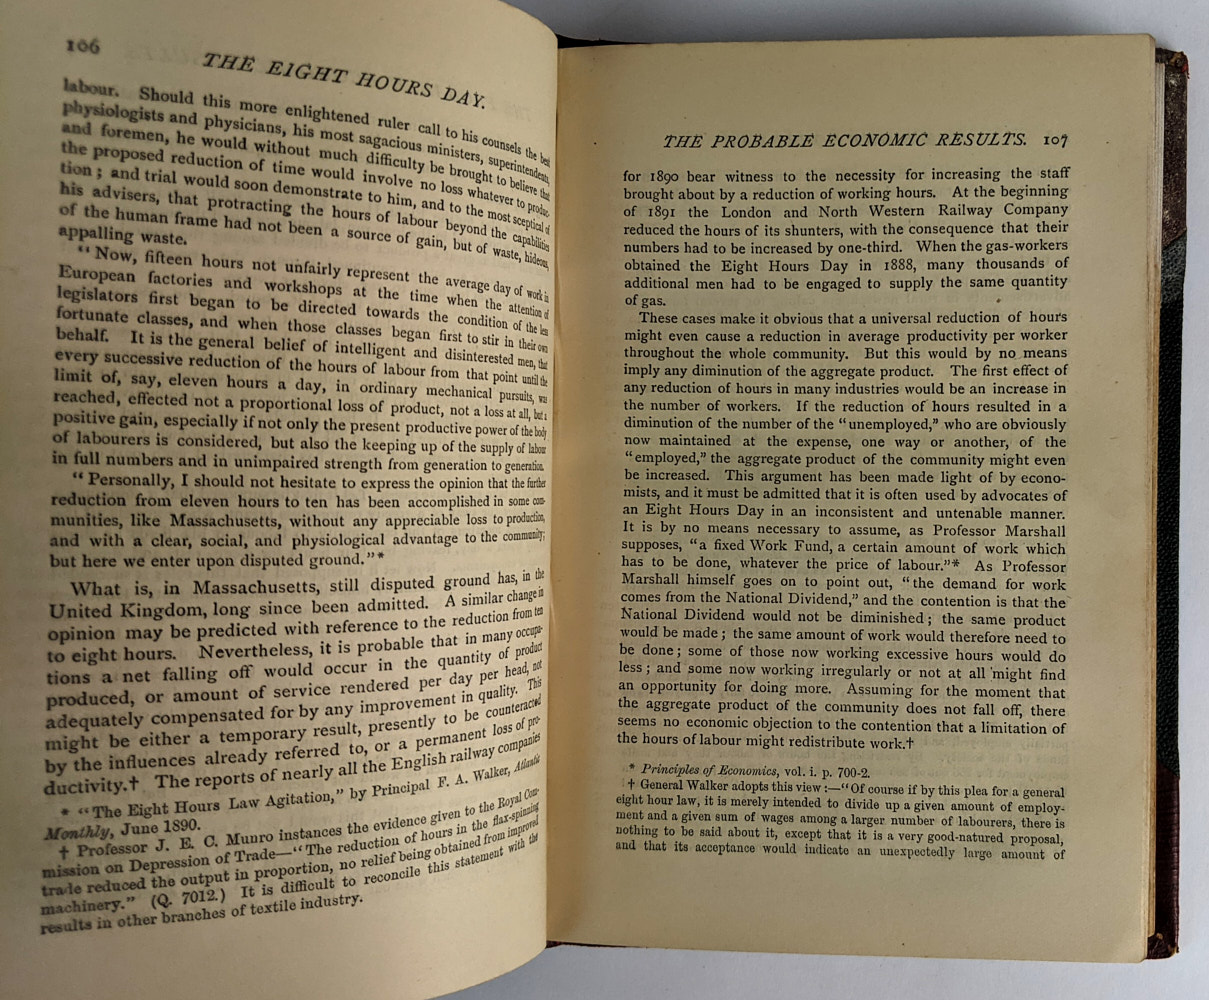 106
THE EIGHT HOURS DAY.
labour. Should this more enlightened ruler call to his counsels the best
physiologists and physicians, his most sagacious ministers, superintendents,
and foremen, he would without much difficulty be brought to believe that
the proposed reduction of time would involve no loss whatever to produc-
tion; and trial would soon demonstrate to him, and to the most sceptical of
his advisers, that protracting the hours of labour beyond the capabilities
of the human frame had not been a source of gain, but of waste, hideous,
appalling waste.
"Now, fifteen hours not unfairly represent the average day of work in
European factories and workshops at the time when the attention of
legislators first began to be directed towards the condition of the less
fortunate classes, and when those classes began first to stir in their own
behalf. It is the general belief of intelligent and disinterested men, that
every successive reduction of the hours of labour from that point until the
limit of, say, eleven hours a day, in ordinary mechanical pursuits, was
reached, effected not a proportional loss of product, not a loss at all, but a
positive gain, especially if not only the present productive power of the body
of labourers is considered, but also the keeping up of the supply of labour
in full numbers and in unimpaired strength from generation to generation.
"Personally, I should not hesitate to express the opinion that the further
reduction from eleven hours to ten has been accomplished in some com-
munities, like Massachusetts, without any appreciable loss to production,
and with a clear, social, and physiological advantage to the community;
but here we enter upon disputed ground."*
What is, in Massachusetts, still disputed ground has, in the
United Kingdom, long since been admitted. A similar change in
opinion may be predicted with reference to the reduction from ten
to eight hours. Nevertheless, it is probable that in many occupa-
tions a net falling off would occur in the quantity of product
produced, or amount of service rendered per day per head, not
adequately compensated for by any improvement in quality. This
might be either a temporary result, presently to be counteracted
by the influences already referred to, or a permanent loss of pro-
ductivity.† The reports of nearly all the English railway companies
* "The Eight Hours Law Agitation," by Principal F. A. Walker, Atlantic
Monthly, June 1890.
† Professor J. E. C. Munro instances the evidence given to the Royal Com-
mission on Depression of Trade—"The reduction of hours in the flax-spinning
trade reduced the output in proportion, no relief being obtained from improved
machinery." (Q. 7012.) It is difficult to reconcile this statement with the
results in other branches of textile industry.
THE PROBABLE ECONOMIC RESULTS. 107
for 1890 bear witness to the necessity for increasing the staff
brought about by a reduction of working hours. At the beginning
of 1891 the London and North Western Railway Company
reduced the hours of its shunters, with the consequence that their
numbers had to be increased by one-third. When the gas-workers
obtained the Eight Hours Day in 1888, many thousands of
additional men had to be engaged to supply the same quantity
of gas.
These cases make it obvious that a universal reduction of hours
might even cause a reduction in average productivity per worker
throughout the whole community. But this would by no means
imply any diminution of the aggregate product. The first effect of
any reduction of hours in many industries would be an increase in
the number of workers. If the reduction of hours resulted in a
diminution of the number of the "unemployed," who are obviously
now maintained at the expense, one way or another, of the
"employed," the aggregate product of the community might even
be increased. This argument has been made light of by econo-
mists, and it must be admitted that it is often used by advocates of
an Eight Hours Day in an inconsistent and untenable manner.
It is by no means necessary to assume, as Professor Marshall
supposes, "a fixed Work Fund, a certain amount of work which
has to be done, whatever the price of labour."* As Professor
Marshall himself goes on to point out, "the demand for work
comes from the National Dividend," and the contention is that the
National Dividend would not be diminished; the same product
would be made; the same amount of work would therefore need to
be done; some of those now working excessive hours would do
less; and some now working irregularly or not at all might find
an opportunity for doing more. Assuming for the moment that
the aggregate product of the community does not fall off, there
seems no economic objection to the contention that a limitation of
the hours of labour might redistribute work.†
* Principles of Economics, vol. i. p. 700-2.
† General Walker adopts this view:—"Of course if by this plea for a general
eight hour law, it is merely intended to divide up a given amount of employ-
ment and a given sum of wages among a larger number of labourers, there is
nothing to be said about it, except that it is a very good-natured proposal,
and that its acceptance would indicate an unexpectedly large amount of